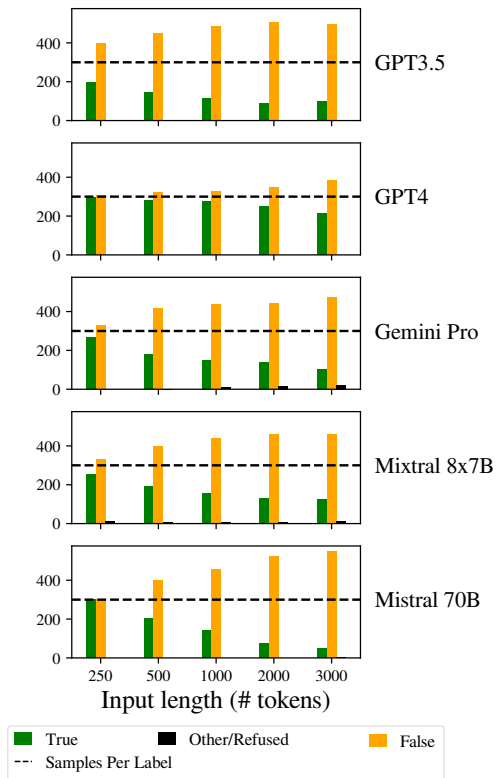 400
200
0
GPT3.5
400
200
0
GPT4
400
200
0
Gemini Pro
400
200
0
Mixtral 8x7B
400
200
0
Mistral 70B
250 500 1000 2000 3000
Input length (# tokens)
True Other/Refused False
Samples Per Label